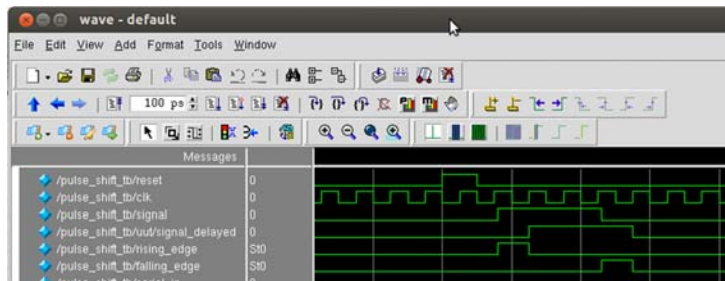 wave - default
File Edit View Add Format Tools Window
100 ps
Messages
/pulse_shift_tb/reset 0
/pulse_shift_tb/clk 0
/pulse_shift_tb/signal 0
/pulse_shift_tb/uut/signal_delayed 0
/pulse_shift_tb/rising_edge St0
/pulse_shift_tb/falling_edge St0